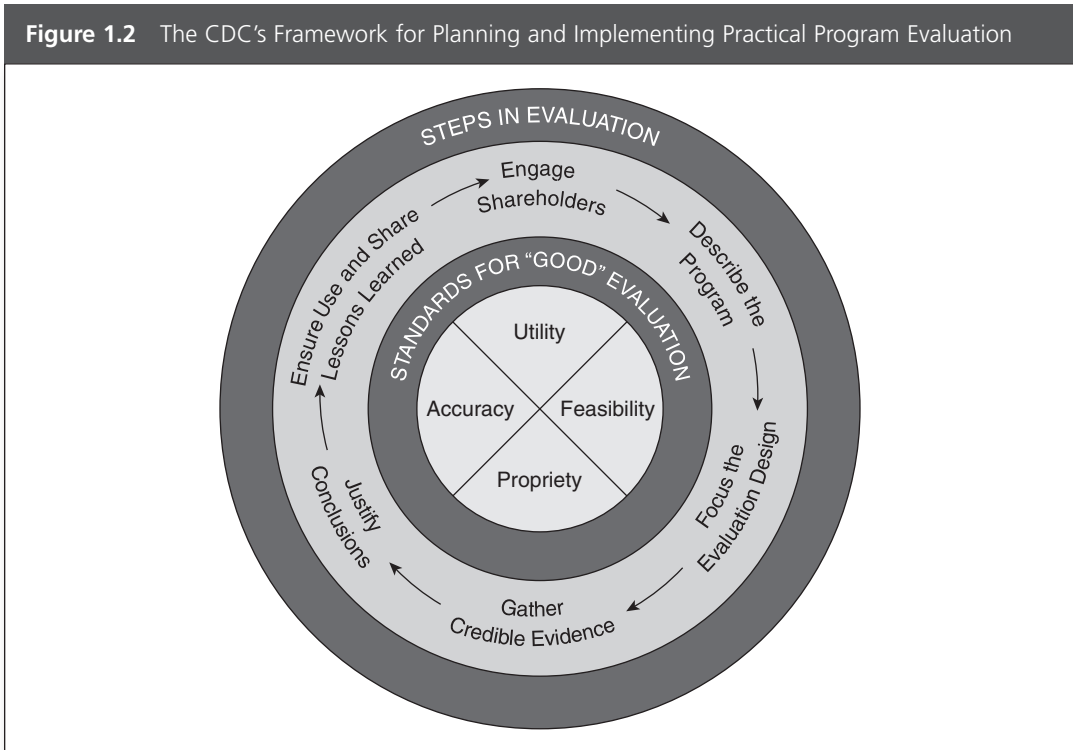 Figure 1.2 The CDC's Framework for Planning and Implementing Practical Program Evaluation
STEPS IN EVALUATION
Engage
Shareholders
Describe the
Program
Focus the
Evaluation Design
Gather
Credible Evidence
Justify
Conclusions
Ensure Use and Share
Lessons Learned
STANDARDS FOR “GOOD” EVALUATION
Utility
Feasibility
Propriety
Accuracy